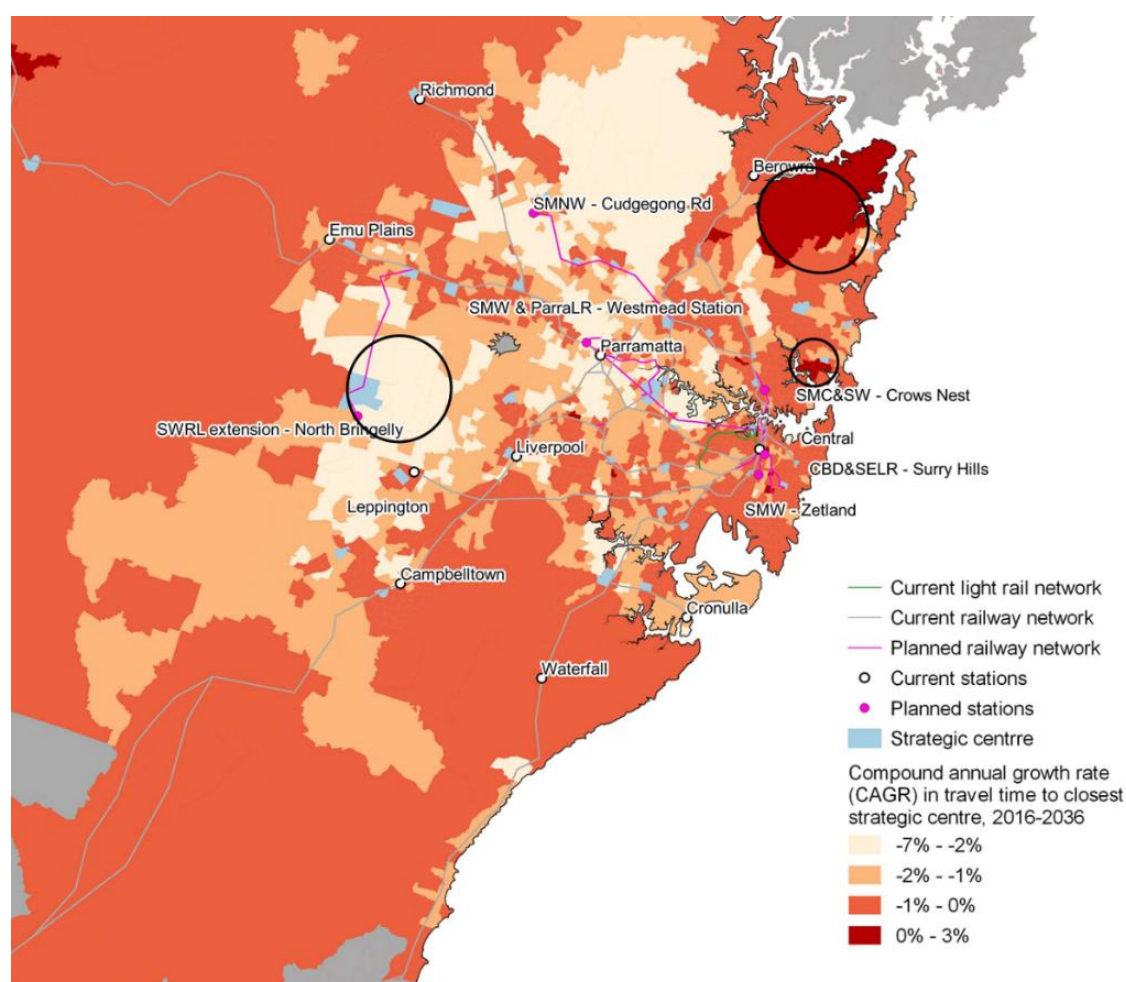 Richmond
Berowra
SMNW - Cudgegong Rd
Emu Plains
SMW & ParraLR - Westmead Station
Parramatta
SMC&SW - Crows Nest
SWRL extension - North Bringelly
Central
Liverpool
CBD&SELR - Surry Hills
Leppington
SMW - Zetland
Campbelltown
Cronulla
Waterfall
Current light rail network
Current railway network
Planned railway network
Current stations
Planned stations
Strategic centrre
Compound annual growth rate
(CAGR) in travel time to closest
strategic centre, 2016-2036
-7% - -2%
-2% - -1%
-1% - 0%
0% - 3%